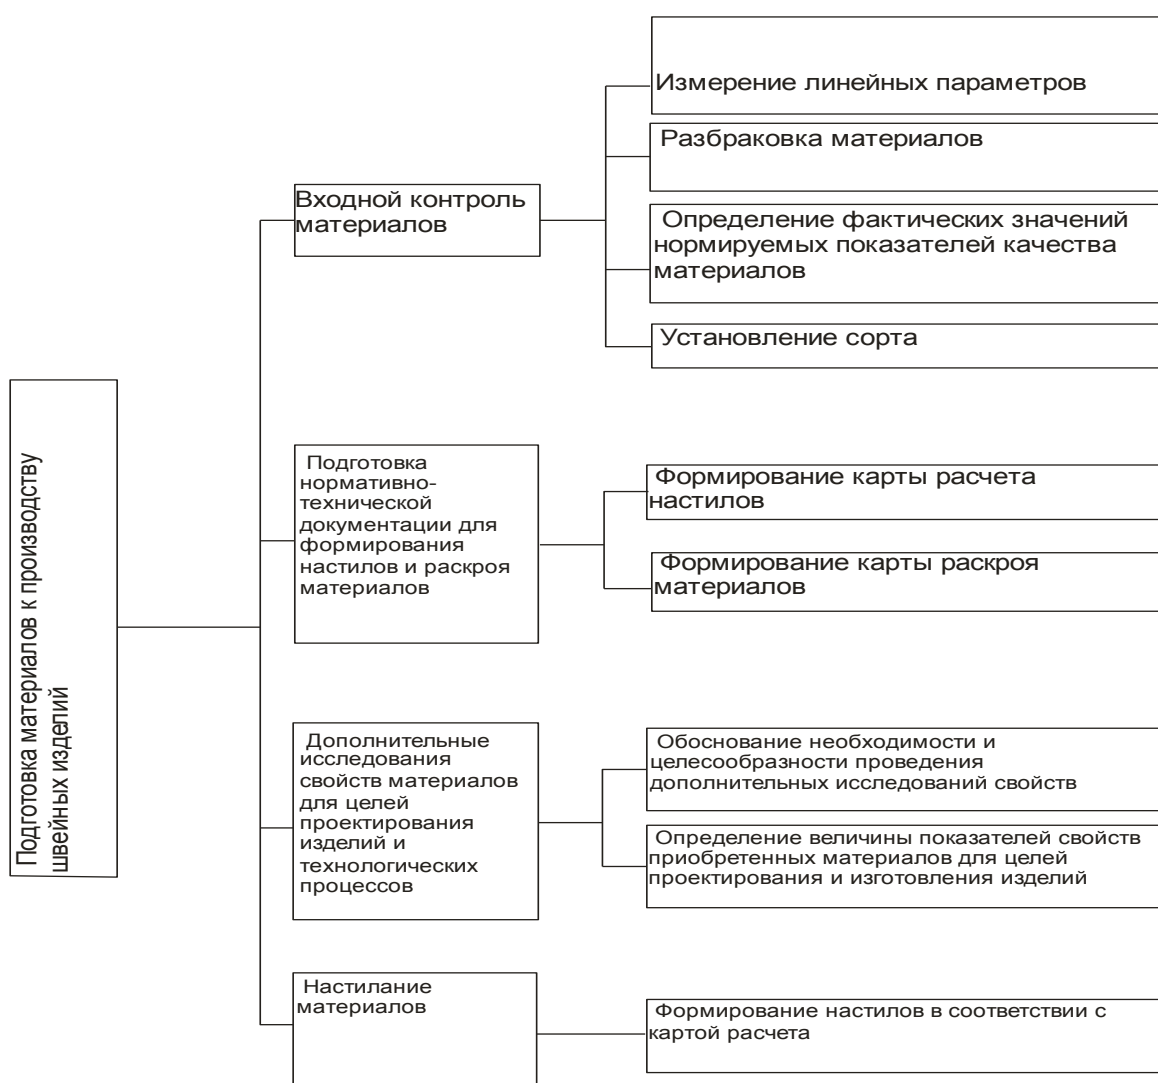 Подготовка материалов к производству
швейных изделий
Входной контроль
материалов
Измерение линейных параметров
Разбраковка материалов
Определение фактических значений
нормируемых показателей качества
материалов
Установление сорта
Подготовка
нормативно-
технической
документации для
формирования
настилов и раскроя
материалов
Формирование карты расчета
настилов
Формирование карты раскроя
материалов
Дополнительные
исследования
свойств материалов
для целей
проектирования
изделий и
технологических
процессов
Обоснование необходимости и
целесообразности проведения
дополнительных исследований свойств
Определение величины показателей свойств
приобретенных материалов для целей
проектирования и изготовления изделий
Настилание
материалов
Формирование настилов в соответствии с
картой расчета